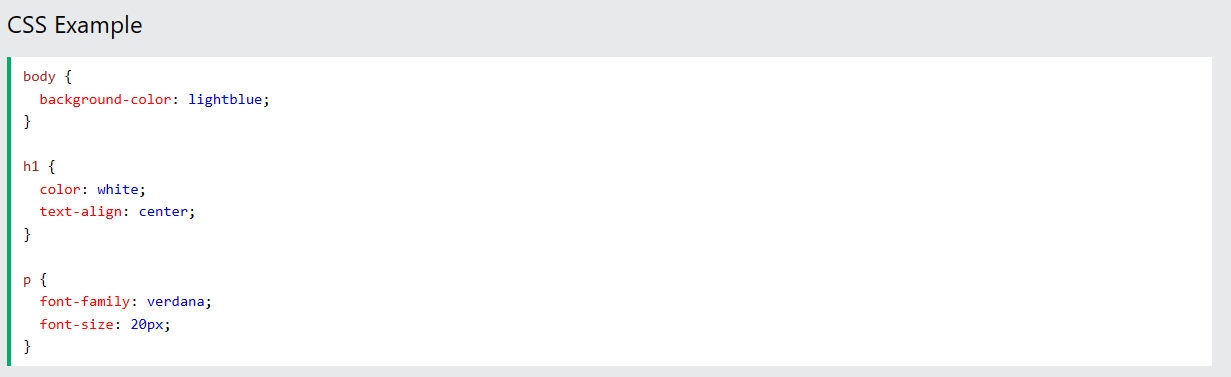 CSS Example
body {
  background-color: lightblue;
}

h1 {
  color: white;
  text-align: center;
}

p {
  font-family: verdana;
  font-size: 20px;
}